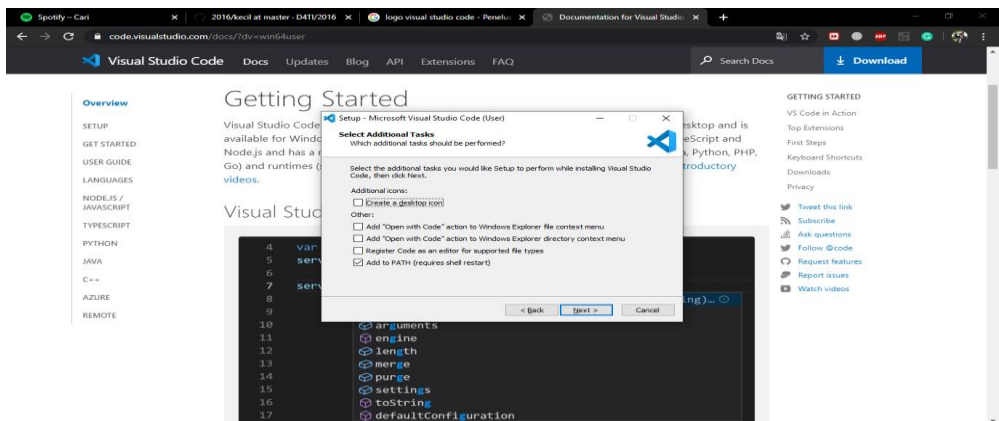 Spotify – Cari
2016/kecil at master · D4TI/2016
logo visual studio code - Penelu
Documentation for Visual Studio
code.visualstudio.com/docs/?dv=win64user
Visual Studio Code
Docs
Updates
Blog
API
Extensions
FAQ
Search Docs
Download
Overview
SETUP
GET STARTED
USER GUIDE
LANGUAGES
NODE.JS /
JAVASCRIPT
TYPESCRIPT
PYTHON
JAVA
C++
AZURE
REMOTE
Getting Started
Visual Studio Code
available for Windo
Node.js and has a r
Go) and runtimes (
videos.
esktop and is
eScript and
, Python, PHP,
troductory
Visual Stud
Setup - Microsoft Visual Studio Code (User)
Select Additional Tasks
Which additional tasks should be performed?
Select the additional tasks you would like Setup to perform while installing Visual Studio
Code, then click Next.
Additional icons:
Create a desktop icon
Other:
Add "Open with Code" action to Windows Explorer file context menu
Add "Open with Code" action to Windows Explorer directory context menu
Register Code as an editor for supported file types
Add to PATH (requires shell restart)
< Back
Next >
Cancel
4 var
5 serv
6
7 serv
8 ing)…
9
10 arguments
11 engine
12 length
13 merge
14 purge
15 settings
16 toString
17 defaultConfiguration
GETTING STARTED
VS Code in Action
Top Extensions
First Steps
Keyboard Shortcuts
Downloads
Privacy
Tweet this link
Subscribe
Ask questions
Follow @code
Request features
Report issues
Watch videos